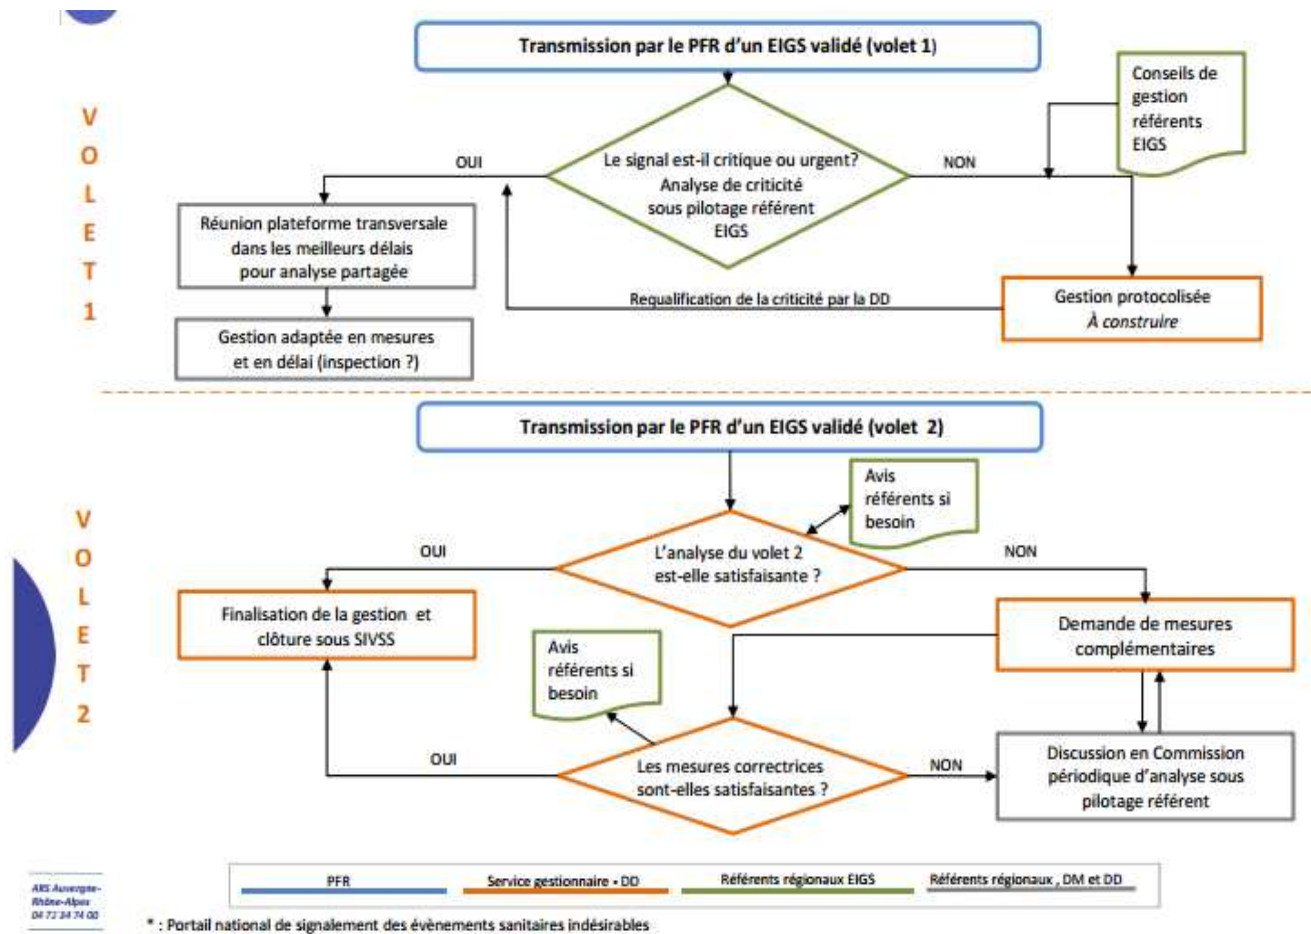 Transmission par le PFR d'un EIGS validé (volet 1)
VOLET 1
Conseils de
gestion
référents
EIGS
OUI
Le signal est-il critique ou urgent?
Analyse de criticité
sous pilotage référent
EIGS
NON
Réunion plateforme transversale
dans les meilleurs délais
pour analyse partagée
Requalification de la criticité par la DD
Gestion protocolisée
À construire
Gestion adaptée en mesures
et en délai (inspection ?)
Transmission par le PFR d'un EIGS validé (volet 2)
VOLET 2
Avis
référents si
besoin
OUI
L'analyse du volet 2
est-elle satisfaisante ?
NON
Finalisation de la gestion et
clôture sous SIVSS
Demande de mesures
complémentaires
Avis
référents si
besoin
OUI
Les mesures correctrices
sont-elles satisfaisantes ?
NON
Discussion en Commission
périodique d'analyse sous
pilotage référent
PFR
Service gestionnaire - DD
Référents régionaux EIGS
Référents régionaux , DM et DD
ARS Auvergne-
Rhône-Alpes
04 72 34 74 00
* : Portail national de signalement des évènements sanitaires indésirables